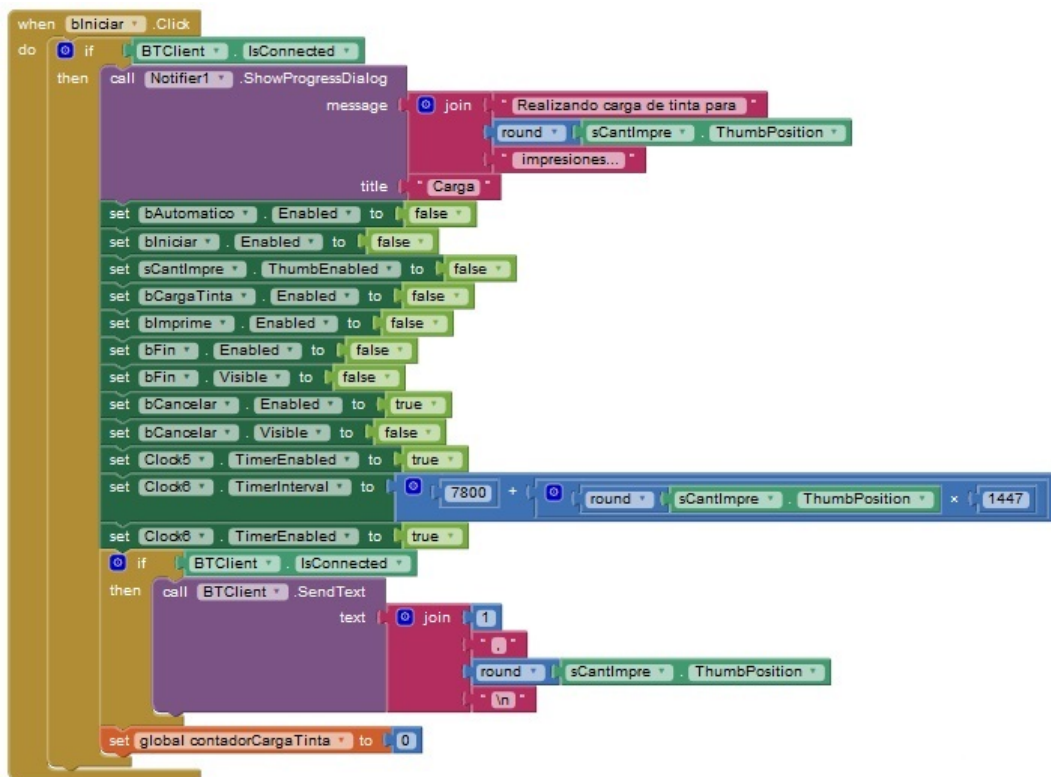 when bIniciar .Click
do if BTClient . IsConnected
then call Notifier1 .ShowProgressDialog
message join " Realizando carga de tinta para "
round sCantImpre . ThumbPosition
" impresiones... "
title " Carga "
set bAutomatico . Enabled to false
set bIniciar . Enabled to false
set sCantImpre . ThumbEnabled to false
set bCargaTinta . Enabled to false
set bImprime . Enabled to false
set bFin . Enabled to false
set bFin . Visible to false
set bCancelar . Enabled to true
set bCancelar . Visible to false
set Clock5 . TimerEnabled to true
set Clock6 . TimerInterval to 7800 + round sCantImpre . ThumbPosition × 1447
set Clock6 . TimerEnabled to true
if BTClient . IsConnected
then call BTClient .SendText
text join 1
" , "
round sCantImpre . ThumbPosition
" \n "
set global contadorCargaTinta to 0